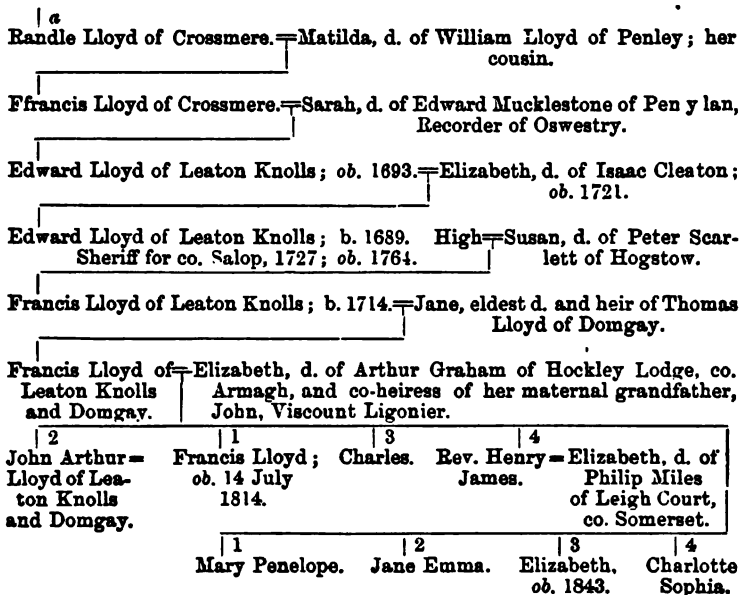 a
Randle Lloyd of Crossmere.=Matilda, d. of William Lloyd of Penley; her
cousin.
Ffrancis Lloyd of Crossmere.=Sarah, d. of Edward Mucklestone of Pen y lan,
Recorder of Oswestry.
Edward Lloyd of Leaton Knolls; ob. 1693.=Elizabeth, d. of Isaac Cleaton;
ob. 1721.
Edward Lloyd of Leaton Knolls; b. 1689. High=Susan, d. of Peter Scar-
Sheriff for co. Salop, 1727; ob. 1764. lett of Hogstow.
Francis Lloyd of Leaton Knolls; b. 1714.=Jane, eldest d. and heir of Thomas
Lloyd of Domgay.
Francis Lloyd of=Elizabeth, d. of Arthur Graham of Hockley Lodge, co.
Leaton Knolls Armagh, and co-heiress of her maternal grandfather,
and Domgay. John, Viscount Ligonier.
2 1 3 4
John Arthur= Francis Lloyd; Charles. Rev. Henry=Elizabeth, d. of
Lloyd of Lea- ob. 14 July James. Philip Miles
ton Knolls 1814. of Leigh Court,
and Domgay. co. Somerset.
1 2 3 4
Mary Penelope. Jane Emma. Elizabeth, Charlotte
ob. 1843. Sophia.